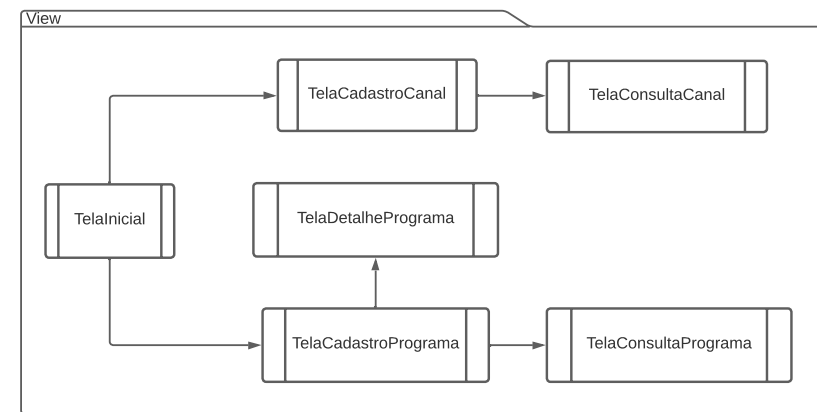 View
TelaCadastroCanal
TelaConsultaCanal
TelaInicial
TelaDetalhePrograma
TelaCadastroPrograma
TelaConsultaPrograma